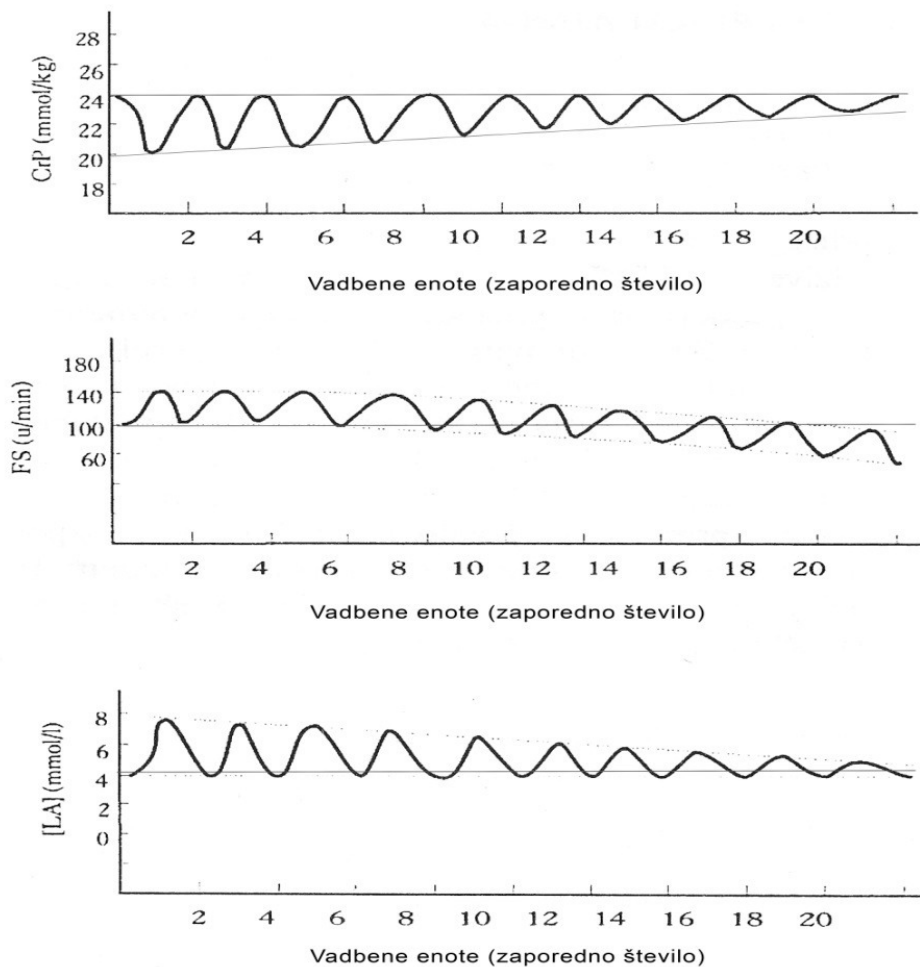 CrP (mmol/kg)
28
26
24
22
20
18
2 4 6 8 10 12 14 16 18 20
Vadbene enote (zaporedno število)
FS (u/min)
180
140
100
60
2 4 6 8 10 12 14 16 18 20
Vadbene enote (zaporedno število)
[LA] (mmol/l)
8
6
4
2
0
2 4 6 8 10 12 14 16 18 20
Vadbene enote (zaporedno število)